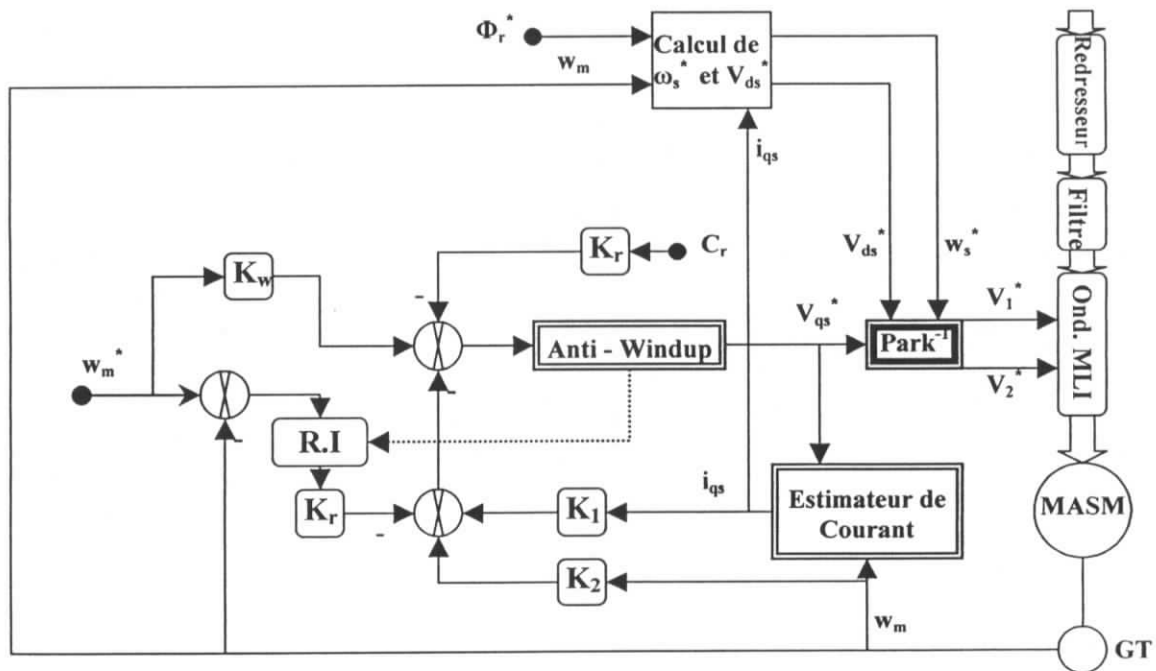 Φr*
wm
Calcul de
ωs* et Vds*
iqs
Redresseur
Filtre
Kr
Cr
Vds*
ws*
Kw
-
Vqs*
V1*
Anti - Windup
Park-1
Ond. MLI
wm*
-
V2*
-
R.I
iqs
Estimateur de
Courant
Kr
-
K1
MASM
K2
wm
GT